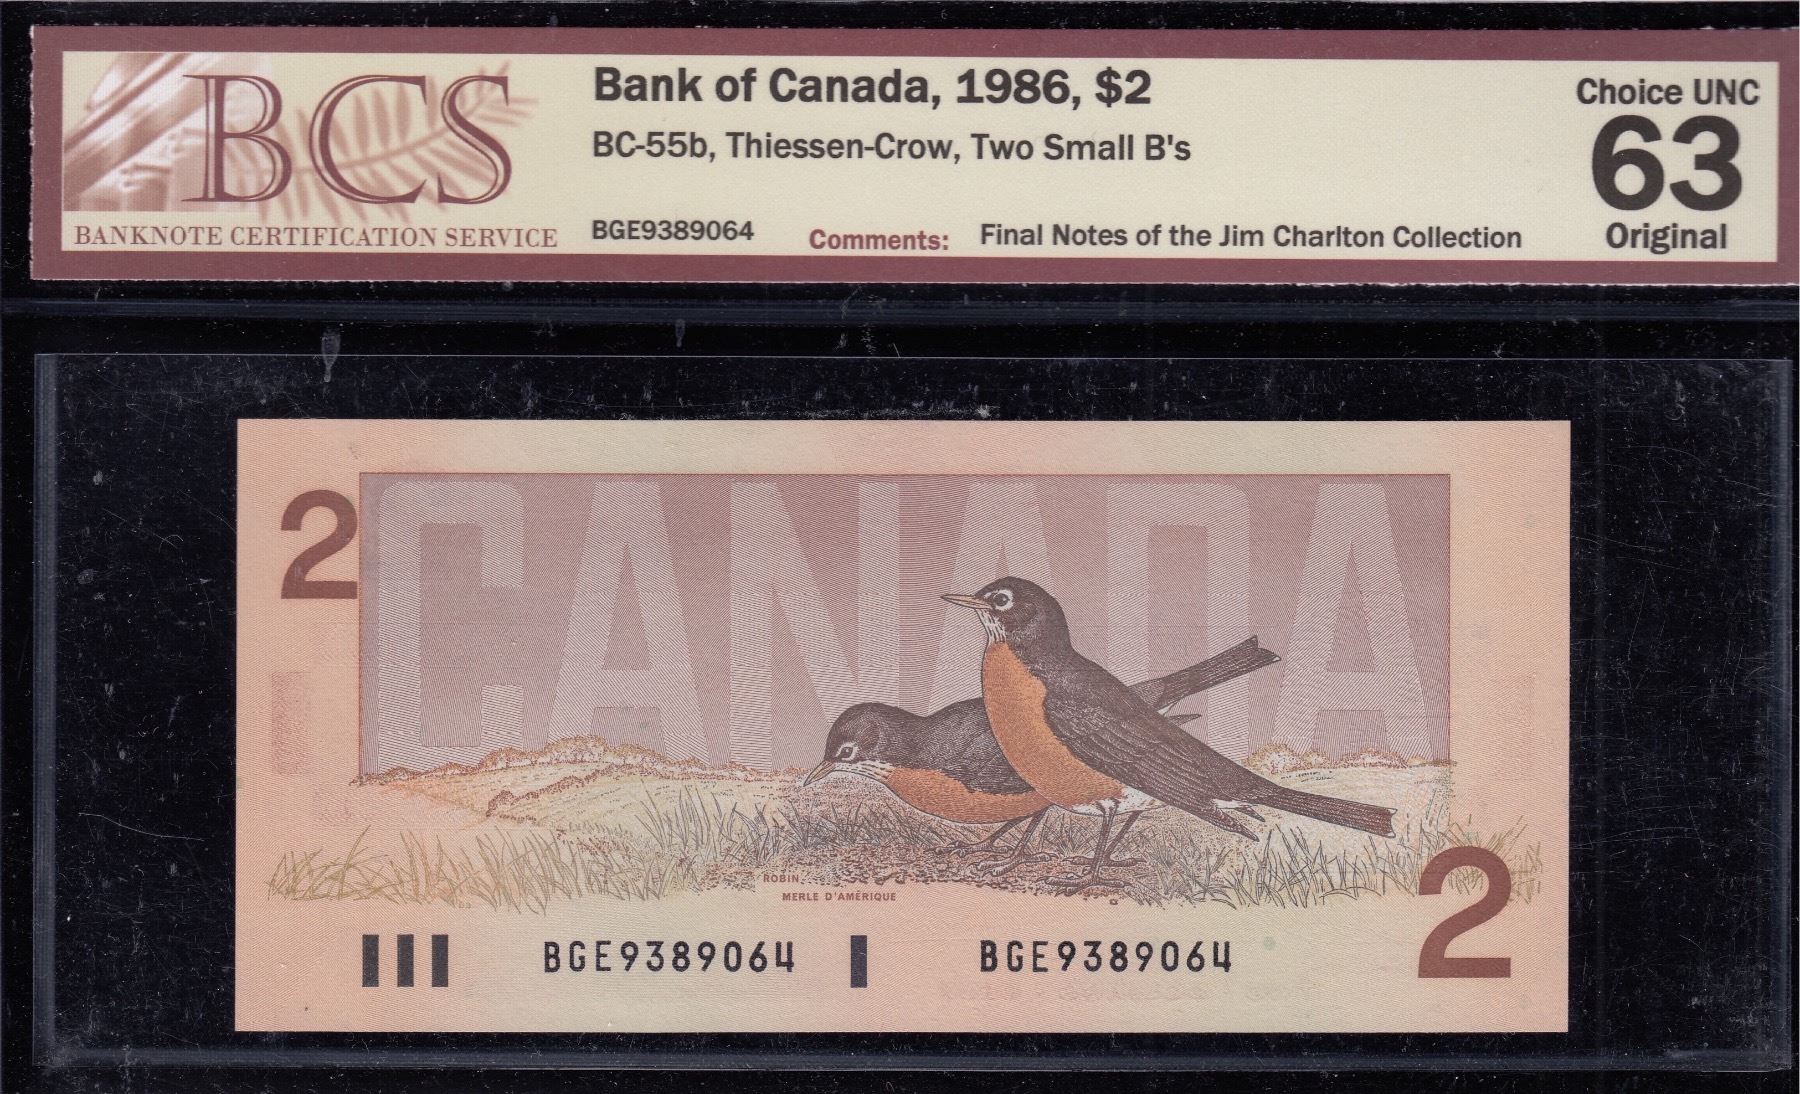 BCS
BANKNOTE CERTIFICATION SERVICE
Bank of Canada, 1986, $2
BC-55b, Thiessen-Crow, Two Small B's
BGE9389064
Comments: Final Notes of the Jim Charlton Collection
Choice UNC
63
Original
2
CANADA
ROBIN
MERLE D'AMÉRIQUE
BGE9389064
BGE9389064
2